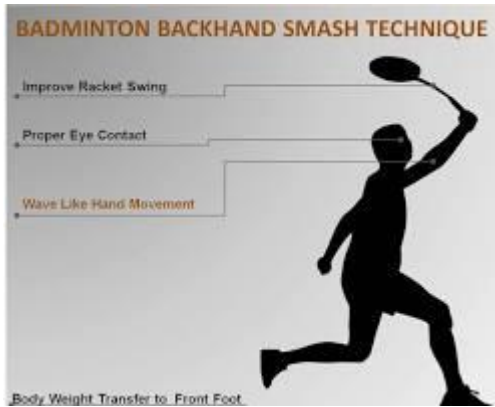 BADMINTON BACKHAND SMASH TECHNIQUE
Improve Racket Swing
Proper Eye Contact
Wave Like Hand Movement
Body Weight Transfer to Front Foot